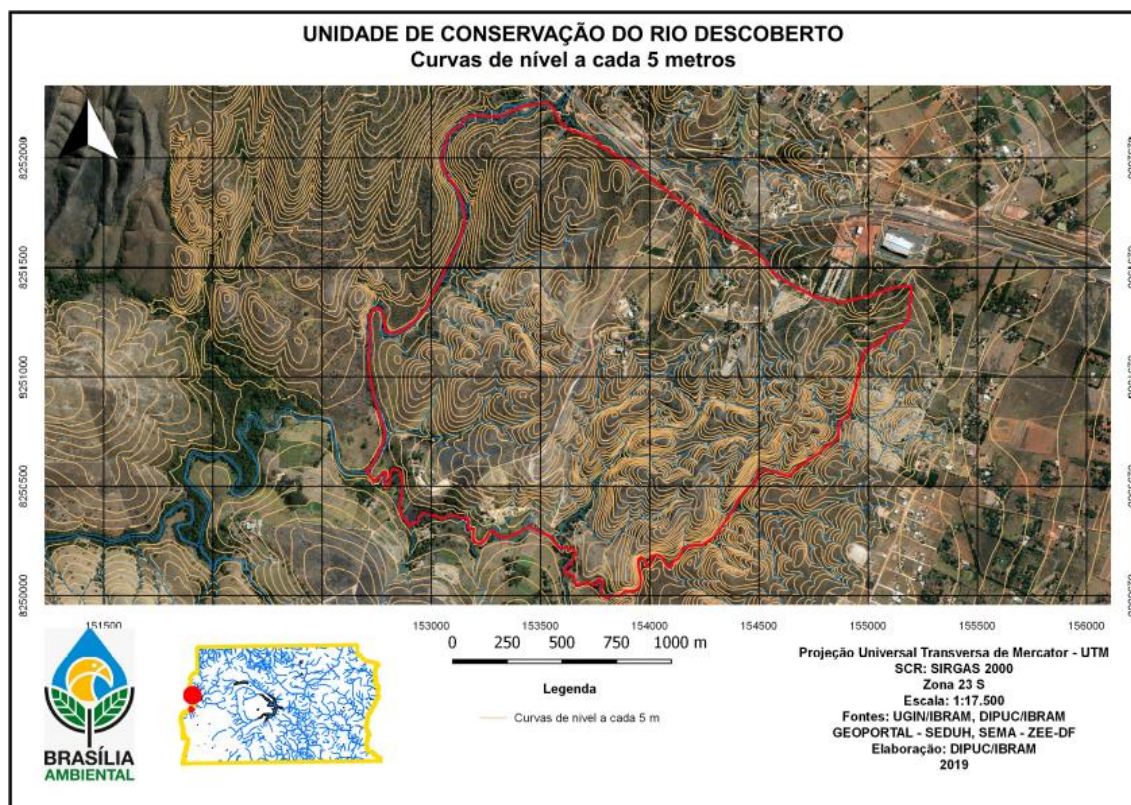 UNIDADE DE CONSERVAÇÃO DO RIO DESCOBERTO
Curvas de nível a cada 5 metros
8252000
8251500
8251000
8250500
8250000
151500
153000
153500
154000
154500
155000
155500
156000
0 250 500 750 1000 m
Legenda
Curvas de nivel a cada 5 m
BRASÍLIA
AMBIENTAL
Projeção Universal Transversa de Mercator - UTM
SCR: SIRGAS 2000
Zona 23 S
Escala: 1:17.500
Fontes: UGIN/IBRAM, DIPUC/IBRAM
GEOPORTAL - SEDUH, SEMA - ZEE-DF
Elaboração: DIPUC/IBRAM
2019